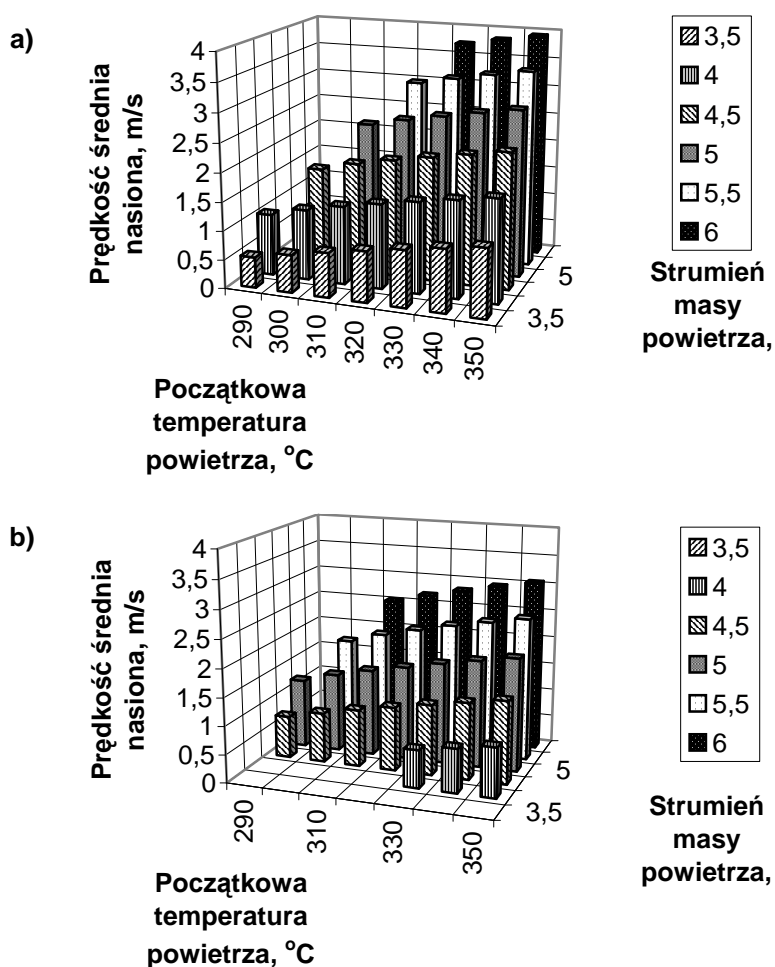 a)
Prędkość średnia
nasiona, m/s
4
3,5
3
2,5
2
1,5
1
0,5
0
290
300
310
320
330
340
350
3,5
5
Początkowa
temperatura
powietrza, °C
3,5
4
4,5
5
5,5
6
Strumień
masy
powietrza,
b)
Prędkość średnia
nasiona, m/s
4
3,5
3
2,5
2
1,5
1
0,5
0
290
310
330
350
3,5
5
Początkowa
temperatura
powietrza, °C
3,5
4
4,5
5
5,5
6
Strumień
masy
powietrza,